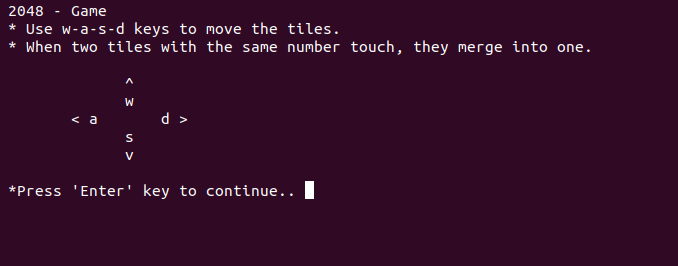 2048 - Game
* Use w-a-s-d keys to move the tiles.
* When two tiles with the same number touch, they merge into one.
^
w
< a d >
s
v
*Press 'Enter' key to continue..